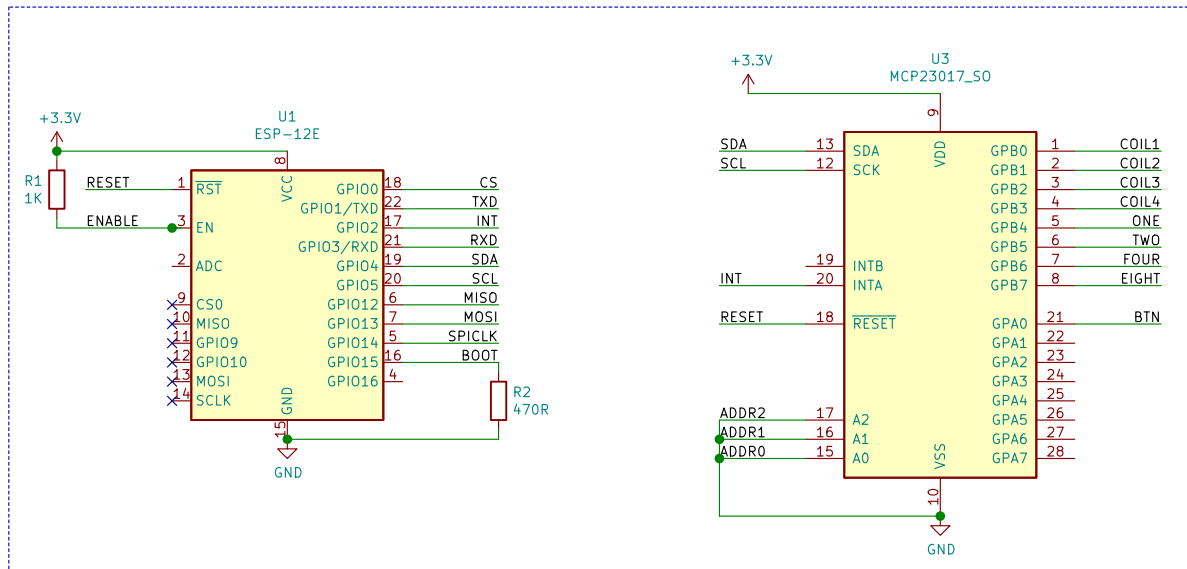 +3.3V
U1
ESP-12E
R1
1K
RESET
ENABLE
8
VCC
1 RST
3 EN
2 ADC
9 CS0
10 MISO
11 GPIO9
12 GPIO10
13 MOSI
14 SCLK
GPIO0 18 CS
GPIO1/TXD 22 TXD
GPIO2 17 INT
GPIO3/RXD 21 RXD
GPIO4 19 SDA
GPIO5 20 SCL
GPIO12 6 MISO
GPIO13 7 MOSI
GPIO14 5 SPICLK
GPIO15 16 BOOT
GPIO16 4
GND
15
GND
R2
470R
+3.3V
U3
MCP23017_SO
9
VDD
SDA 13 SDA
SCL 12 SCK
19 INTB
INT 20 INTA
RESET 18 RESET
ADDR2 17 A2
ADDR1 16 A1
ADDR0 15 A0
GPB0 1 COIL1
GPB1 2 COIL2
GPB2 3 COIL3
GPB3 4 COIL4
GPB4 5 ONE
GPB5 6 TWO
GPB6 7 FOUR
GPB7 8 EIGHT
GPA0 21 BTN
GPA1 22
GPA2 23
GPA3 24
GPA4 25
GPA5 26
GPA6 27
GPA7 28
VSS
10
GND